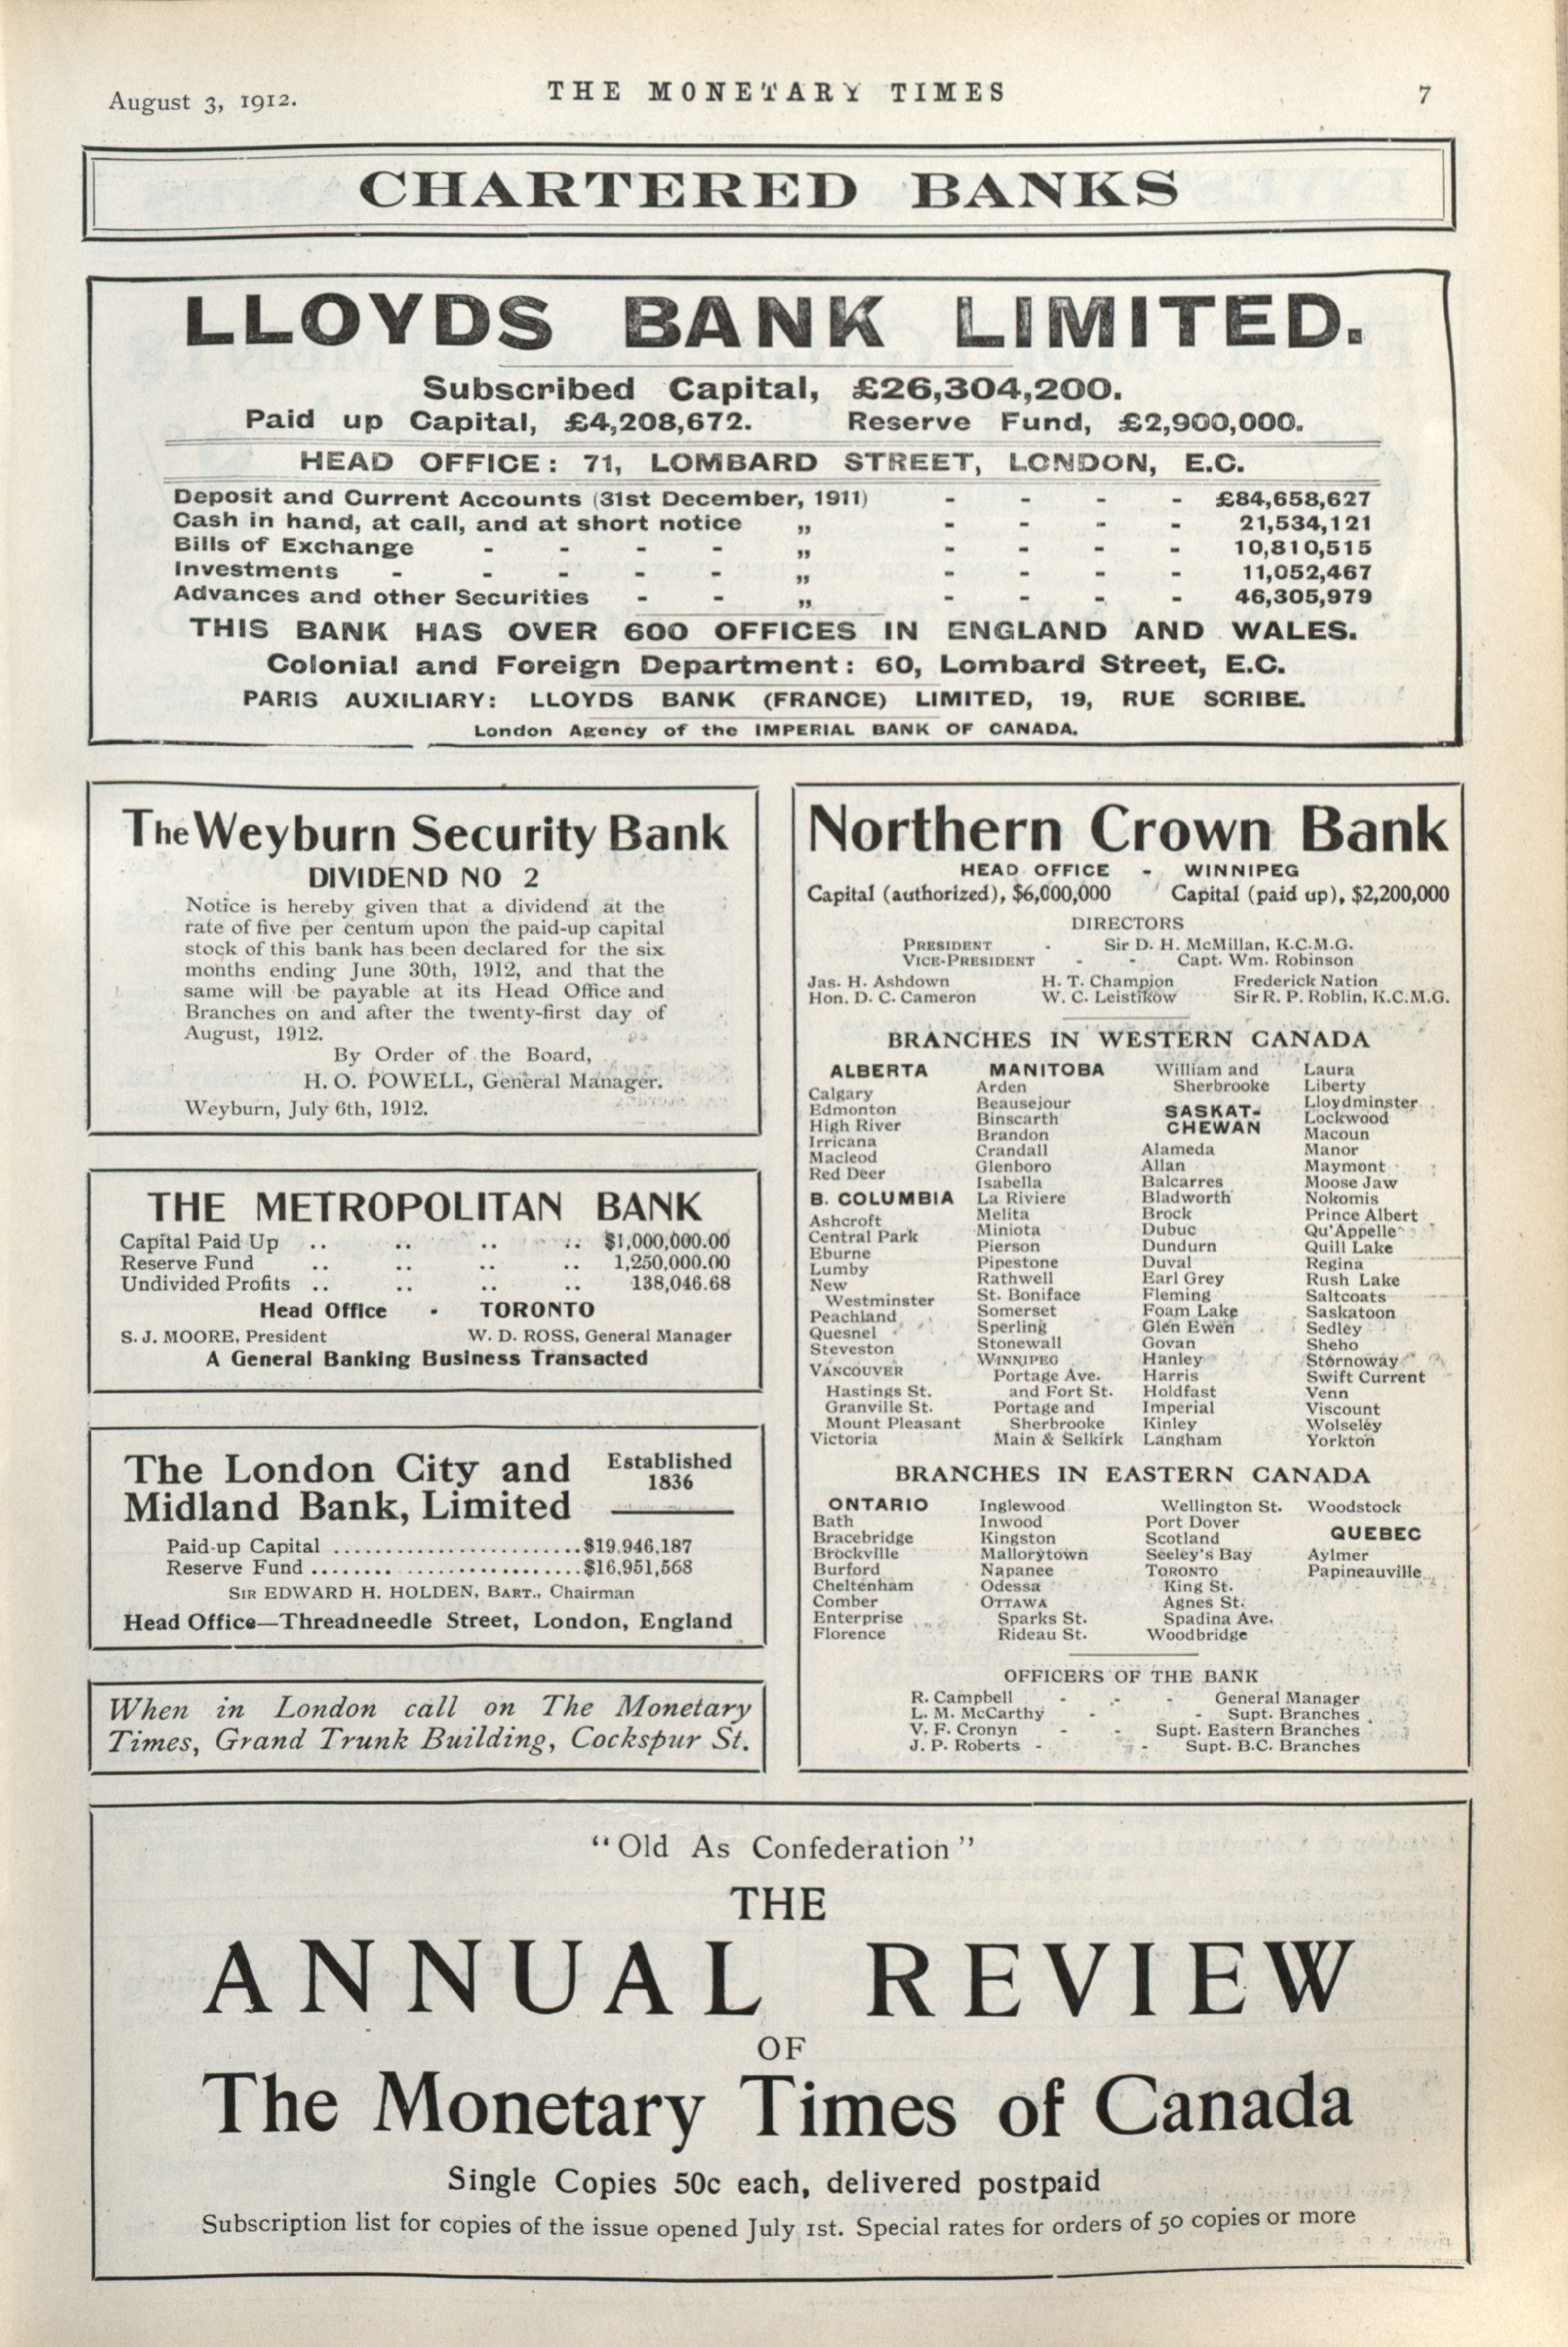 August 3, 1912.
THE MONETARY TIMES
7
CHARTERED BANKS
LLOYDS BANK LIMITED.
Subscribed Capital, £26,304,200.
Paid up Capital, £4,208,672. Reserve Fund, £2,900,000.
HEAD OFFICE: 71, LOMBARD STREET, LONDON, E.C.
Deposit and Current Accounts (31st December, 1911) - - - - £84,658,627
Cash in hand, at call, and at short notice „ - - - - 21,534,121
Bills of Exchange - - - - „ - - - - 10,810,515
Investments - - - - - „ - - - - 11,052,467
Advances and other Securities - - „ - - - - 46,305,979
THIS BANK HAS OVER 600 OFFICES IN ENGLAND AND WALES.
Colonial and Foreign Department: 60, Lombard Street, E.C.
PARIS AUXILIARY: LLOYDS BANK (FRANCE) LIMITED, 19, RUE SCRIBE.
London Agency of the IMPERIAL BANK OF CANADA.
The Weyburn Security Bank
DIVIDEND NO 2
Notice is hereby given that a dividend at the
rate of five per centum upon the paid-up capital
stock of this bank has been declared for the six
months ending June 30th, 1912, and that the
same will be payable at its Head Office and
Branches on and after the twenty-first day of
August, 1912.
By Order of the Board,
H. O. POWELL, General Manager.
Weyburn, July 6th, 1912.
THE METROPOLITAN BANK
Capital Paid Up .. .. .. .. $1,000,000.00
Reserve Fund .. .. .. .. 1,250,000.00
Undivided Profits .. .. .. .. 138,046.68
Head Office - TORONTO
S. J. MOORE, President W. D. ROSS, General Manager
A General Banking Business Transacted
The London City and
Midland Bank, Limited
Established
1836
Paid-up Capital ........................$19,946,187
Reserve Fund ........................$16,951,568
SIR EDWARD H. HOLDEN, BART., Chairman
Head Office—Threadneedle Street, London, England
When in London call on The Monetary
Times, Grand Trunk Building, Cockspur St.
Northern Crown Bank
HEAD OFFICE - WINNIPEG
Capital (authorized), $6,000,000 Capital (paid up), $2,200,000
DIRECTORS
PRESIDENT - Sir D. H. McMillan, K.C.M.G.
VICE-PRESIDENT - - Capt. Wm. Robinson
Jas. H. Ashdown H. T. Champion Frederick Nation
Hon. D. C. Cameron W. C. Leistikow Sir R. P. Roblin, K.C.M.G.
BRANCHES IN WESTERN CANADA
ALBERTA
Calgary
Edmonton
High River
Irricana
Macleod
Red Deer
B. COLUMBIA
Ashcroft
Central Park
Eburne
Lumby
New
Westminster
Peachland
Quesnel
Steveston
VANCOUVER
Hastings St.
Granville St.
Mount Pleasant
Victoria
MANITOBA
Arden
Beausejour
Binscarth
Brandon
Crandall
Glenboro
Isabella
La Riviere
Melita
Miniota
Pierson
Pipestone
Rathwell
St. Boniface
Somerset
Sperling
Stonewall
WINNIPEG
Portage Ave.
and Fort St.
Portage and
Sherbrooke
Main & Selkirk
William and
Sherbrooke
SASKAT-
CHEWAN
Alameda
Allan
Balcarres
Bladworth
Brock
Dubuc
Dundurn
Duval
Earl Grey
Fleming
Foam Lake
Glen Ewen
Govan
Hanley
Harris
Holdfast
Imperial
Kinley
Langham
Laura
Liberty
Lloydminster
Lockwood
Macoun
Manor
Maymont
Moose Jaw
Nokomis
Prince Albert
Qu'Appelle
Quill Lake
Regina
Rush Lake
Saltcoats
Saskatoon
Sedley
Sheho
Stornoway
Swift Current
Venn
Viscount
Wolseley
Yorkton
BRANCHES IN EASTERN CANADA
ONTARIO
Bath
Bracebridge
Brockville
Burford
Cheltenham
Comber
Enterprise
Florence
Inglewood
Inwood
Kingston
Mallorytown
Napanee
Odessa
OTTAWA
Sparks St.
Rideau St.
Wellington St.
Port Dover
Scotland
Seeley's Bay
TORONTO
King St.
Agnes St.
Spadina Ave.
Woodbridge
Woodstock
QUEBEC
Aylmer
Papineauville
OFFICERS OF THE BANK
R. Campbell - - - General Manager
L. M. McCarthy - - Supt. Branches
V. F. Cronyn - - Supt. Eastern Branches
J. P. Roberts - - Supt. B.C. Branches
"Old As Confederation"
THE
ANNUAL REVIEW
OF
The Monetary Times of Canada
Single Copies 50c each, delivered postpaid
Subscription list for copies of the issue opened July 1st. Special rates for orders of 50 copies or more